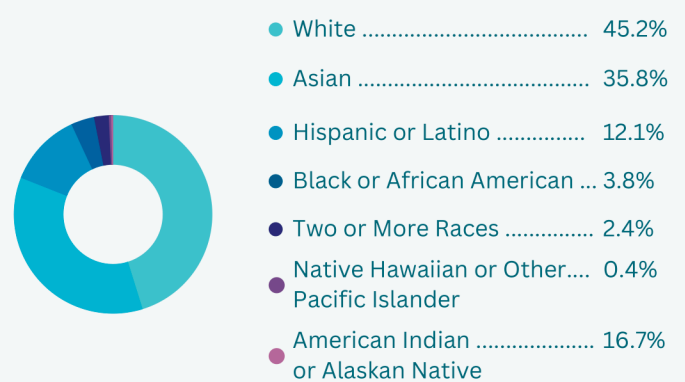 White ...................................... 45.2%
Asian ....................................... 35.8%
Hispanic or Latino ............... 12.1%
Black or African American ... 3.8%
Two or More Races ............... 2.4%
Native Hawaiian or Other.... 0.4%
Pacific Islander
American Indian .................... 16.7%
or Alaskan Native